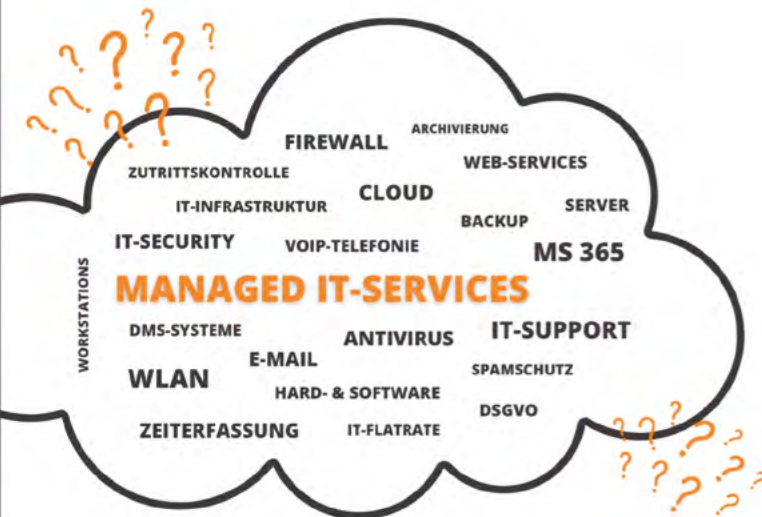 ARCHIVIERUNG
FIREWALL
WEB-SERVICES
ZUTRITTSKONTROLLE
CLOUD
IT-INFRASTRUKTUR
SERVER
BACKUP
IT-SECURITY
VOIP-TELEFONIE
MS 365
WORKSTATIONS
MANAGED IT-SERVICES
DMS-SYSTEME
ANTIVIRUS
IT-SUPPORT
E-MAIL
SPAMSCHUTZ
WLAN
HARD- & SOFTWARE
DSGVO
ZEITERFASSUNG
IT-FLATRATE